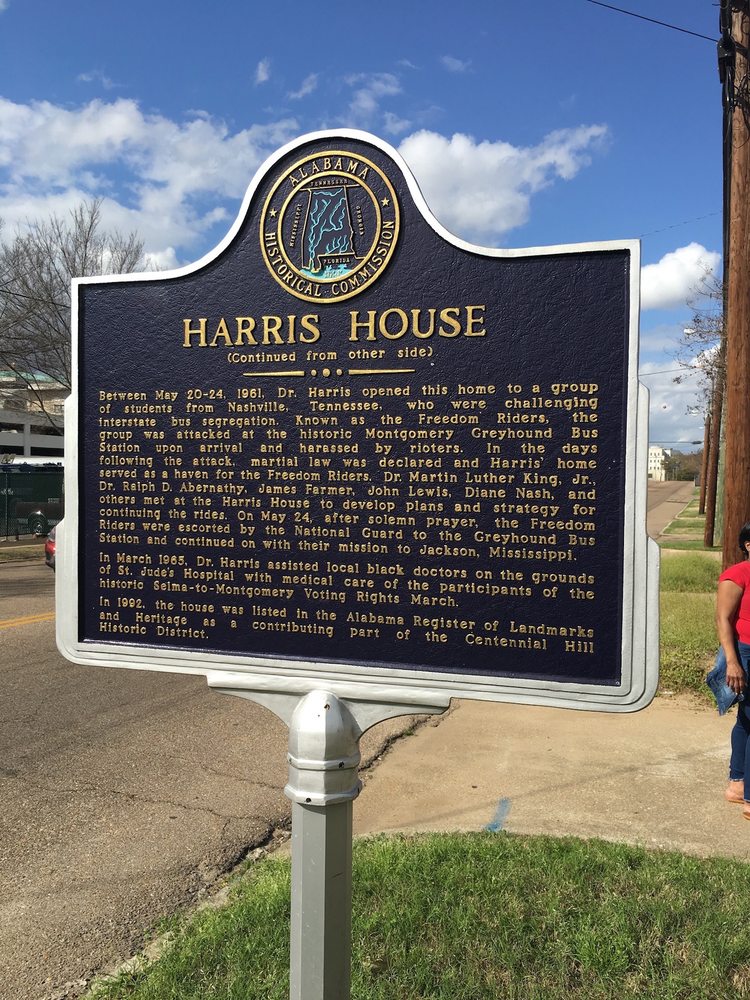 ALABAMA
TENNESSEE
MISSISSIPPI
GEORGIA
FLORIDA
HISTORICAL COMMISSION
HARRIS HOUSE
(Continued from other side)
Between May 20-24, 1961, Dr. Harris opened this home to a group
of students from Nashville, Tennessee, who were challenging
interstate bus segregation. Known as the Freedom Riders, the
group was attacked at the historic Montgomery Greyhound Bus
Station upon arrival and harassed by rioters. In the days
following the attack, martial law was declared and Harris' home
served as a haven for the Freedom Riders. Dr. Martin Luther King, Jr.,
Dr. Ralph D. Abernathy, James Farmer, John Lewis, Diane Nash, and
others met at the Harris House to develop plans and strategy for
continuing the rides. On May 24, after solemn prayer, the Freedom
Riders were escorted by the National Guard to the Greyhound Bus
Station and continued on with their mission to Jackson, Mississippi.
In March 1965, Dr. Harris assisted local black doctors on the grounds
of St. Jude's Hospital with medical care of the participants of the
historic Selma-to-Montgomery Voting Rights March.
In 1992, the house was listed in the Alabama Register of Landmarks
and Heritage as a contributing part of the Centennial Hill
Historic District.